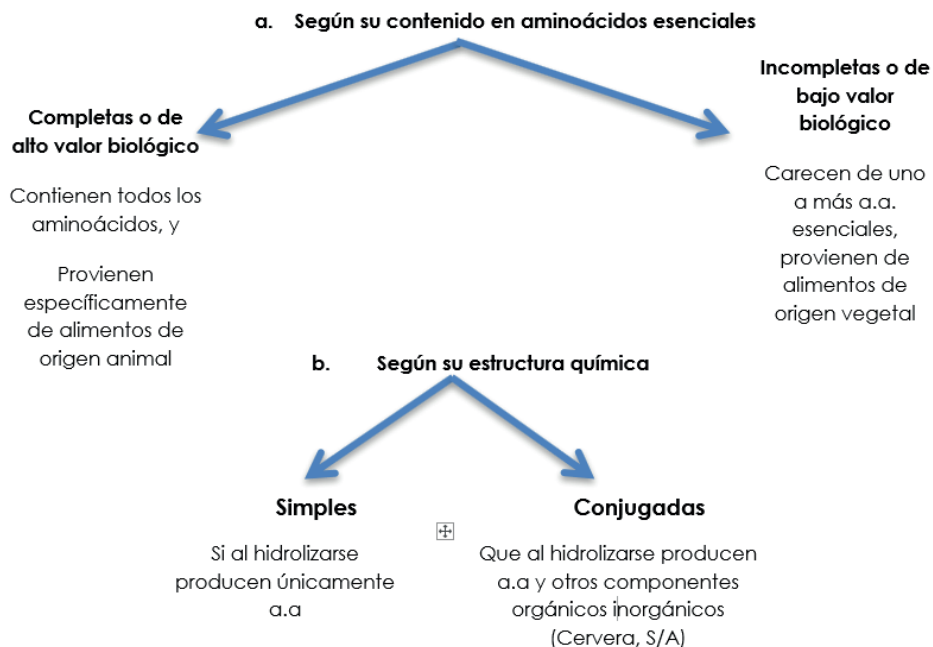 a. Según su contenido en aminoácidos esenciales
Completas o de
alto valor biológico
Contienen todos los
aminoácidos, y
Provienen
específicamente
de alimentos de
origen animal
Incompletas o de
bajo valor
biológico
Carecen de uno
a más a.a.
esenciales,
provienen de
alimentos de
origen vegetal
b. Según su estructura química
Simples
Si al hidrolizarse
producen únicamente
a.a
Conjugadas
Que al hidrolizarse producen
a.a y otros componentes
orgánicos inorgánicos
(Cervera, S/A)